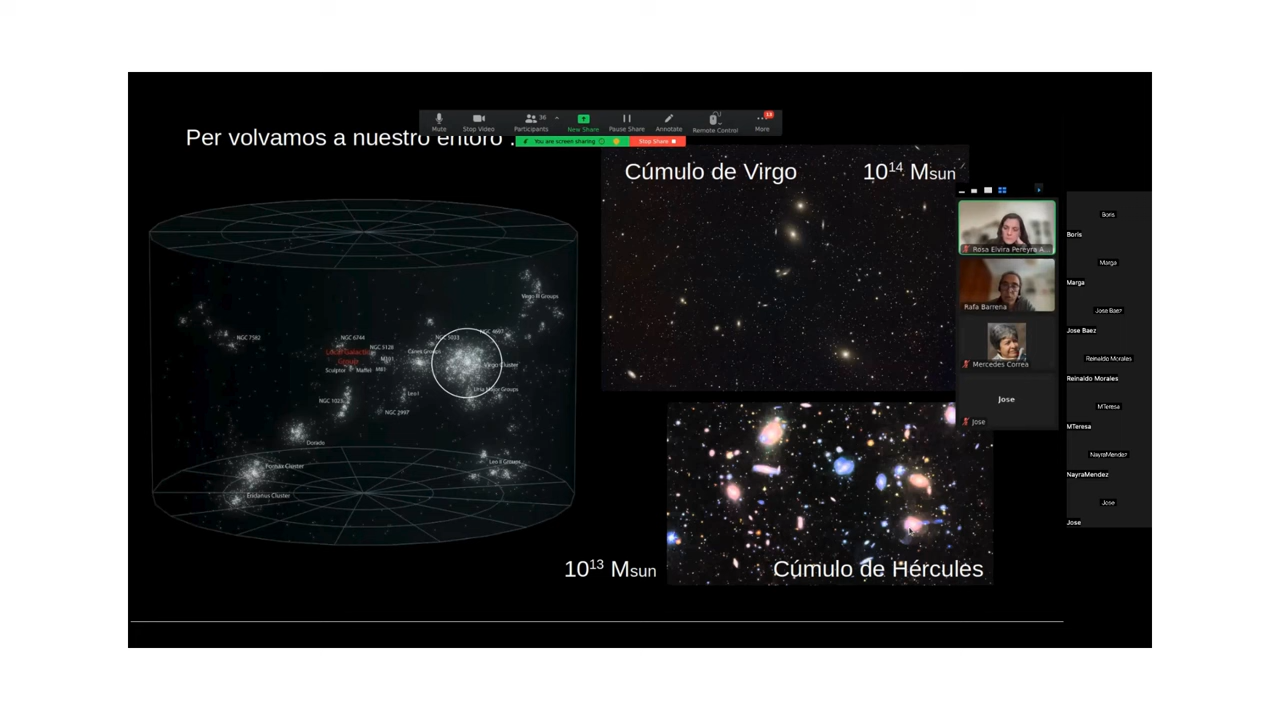 Mute
Stop Video
36
Participants
New Share
Pause Share
Annotate
Remote Control
13
More
Per volvamos a nuestro entoro .
You are screen sharing
Stop Share
Cúmulo de Virgo
10¹⁴ Msun
Virgo III Groups
NGC 7582
NGC 6744
NGC 5033
NGC 5128
Local Galactic
Group
Canes Groups
M101
M81
Sculptor
Maffei
Virgo Cluster
Leo I
Ursa Major Groups
NGC 1023
NGC 2997
Dorado
Fornax Cluster
Leo II Groups
Eridanus Cluster
10¹³ Msun
Cúmulo de Hércules
Rosa Elvira Pereyra A...
Rafa Barrena
Mercedes Correa
Jose
Jose
Boris
Boris
Marga
Marga
Jose Baez
Jose Baez
Reinaldo Morales
Reinaldo Morales
MTeresa
MTeresa
NayraMendez
NayraMendez
Jose
Jose